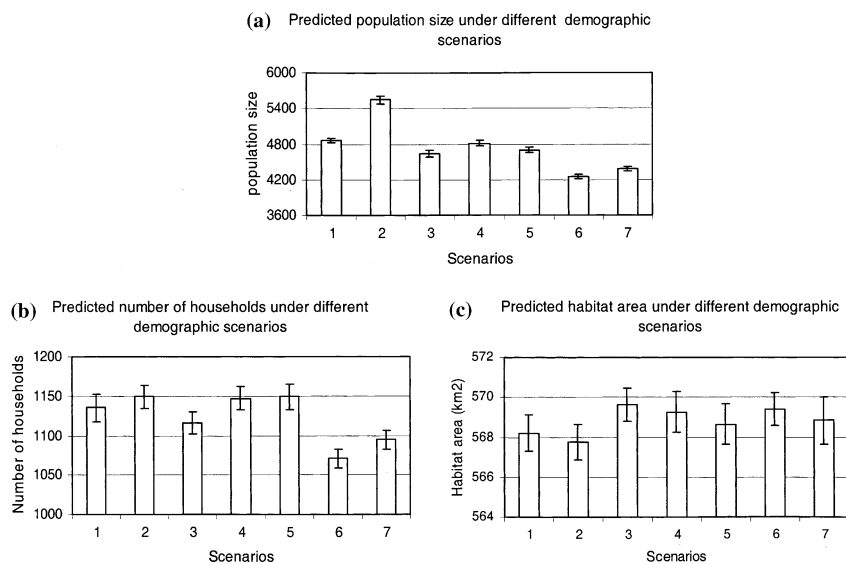 (a) Predicted population size under different demographic
scenarios
6000
5400
4800
4200
3600
population size
1 2 3 4 5 6 7
Scenarios
(b) Predicted number of households under different
demographic scenarios
1200
1150
1100
1050
1000
Number of households
1 2 3 4 5 6 7
Scenarios
(c) Predicted habitat area under different demographic
scenarios
572
570
568
566
564
Habitat area (km2)
1 2 3 4 5 6 7
Scenarios